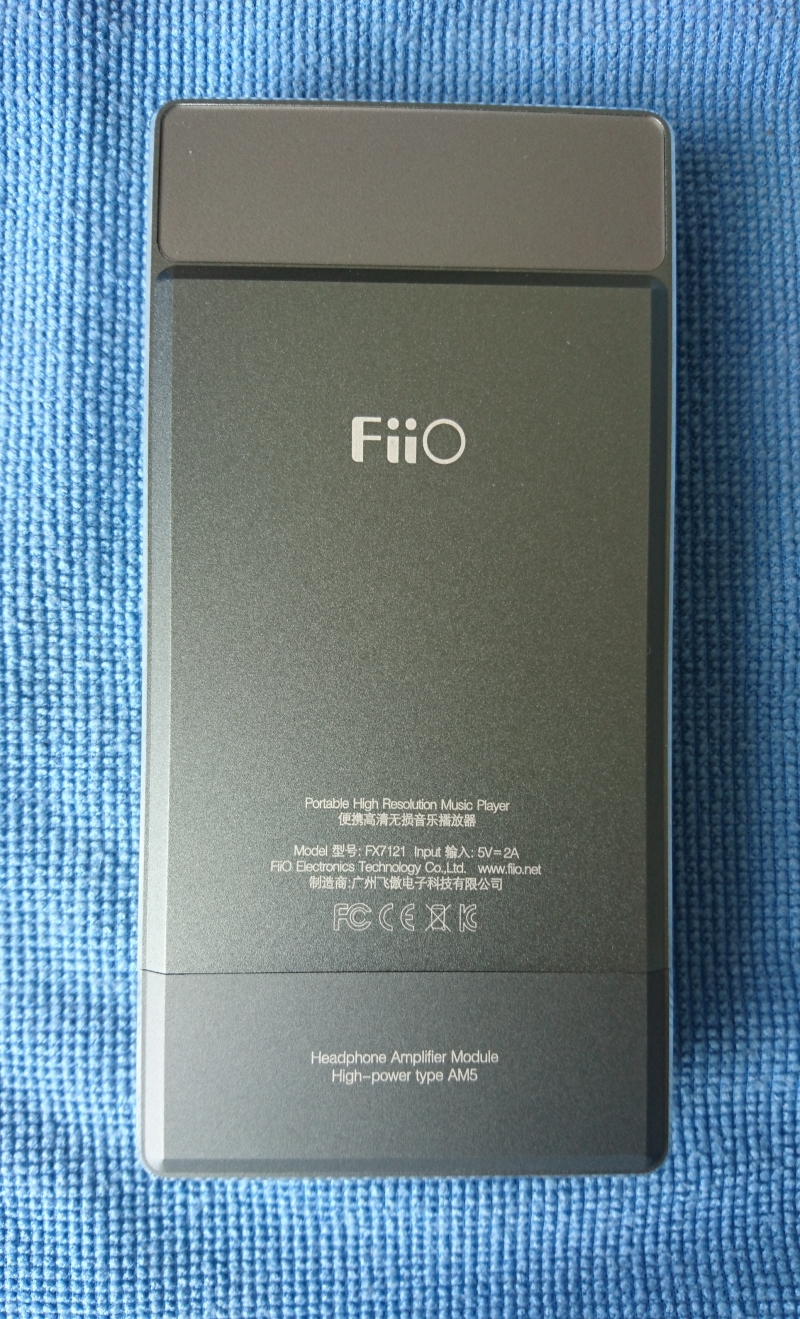 FiiO
Portable High Resolution Music Player
便携高清无损音乐播放器
Model 型号: FX7121 Input 输入: 5V=2A
FiiO Electronics Technology Co.,Ltd. www.fiio.net
制造商:广州飞傲电子科技有限公司
FC CE
Headphone Amplifier Module
High-power type AM5